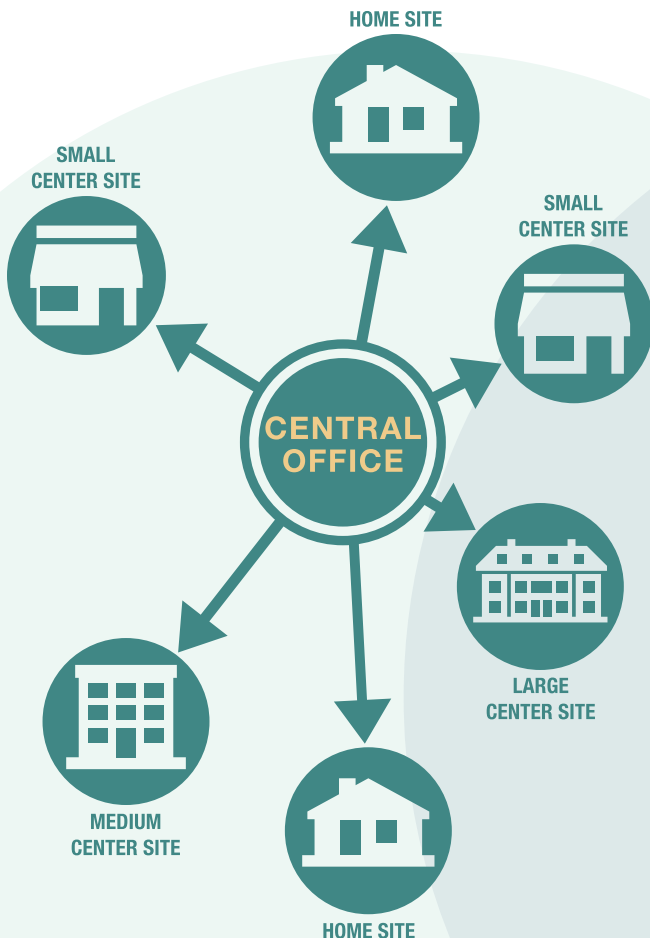 HOME SITE
SMALL
CENTER SITE
SMALL
CENTER SITE
CENTRAL
OFFICE
LARGE
CENTER SITE
MEDIUM
CENTER SITE
HOME SITE